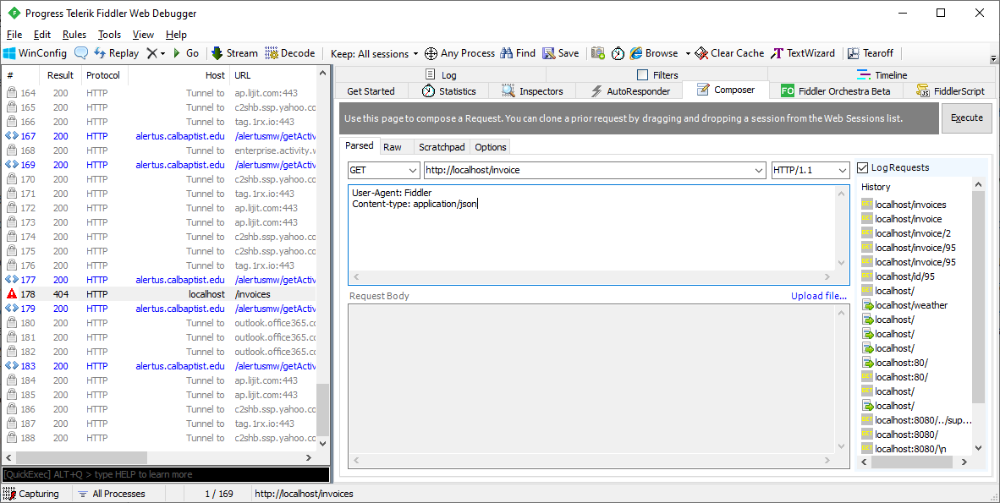 Progress Telerik Fiddler Web Debugger
File Edit Rules Tools View Help
WinConfig Replay Go Stream Decode Keep: All sessions Any Process Find Save Browse Clear Cache TextWizard Tearoff
# Result Protocol Host URL
164 200 HTTP Tunnel to ap.lijit.com:443
165 200 HTTP Tunnel to c2shb.ssp.yahoo.co
166 200 HTTP Tunnel to tag.1rx.io:443
167 200 HTTP alertus.calbaptist.edu /alertusmw/getActiv
168 200 HTTP Tunnel to enterprise.activity.w
169 200 HTTP alertus.calbaptist.edu /alertusmw/getActiv
170 200 HTTP Tunnel to c2shb.ssp.yahoo.co
171 200 HTTP Tunnel to tag.1rx.io:443
172 200 HTTP Tunnel to ap.lijit.com:443
173 200 HTTP Tunnel to ap.lijit.com:443
174 200 HTTP Tunnel to c2shb.ssp.yahoo.co
175 200 HTTP Tunnel to c2shb.ssp.yahoo.co
176 200 HTTP Tunnel to tag.1rx.io:443
177 200 HTTP alertus.calbaptist.edu /alertusmw/getActiv
178 404 HTTP localhost /invoices
179 200 HTTP alertus.calbaptist.edu /alertusmw/getActiv
180 200 HTTP Tunnel to outlook.office365.co
181 200 HTTP Tunnel to outlook.office365.co
182 200 HTTP Tunnel to outlook.office365.co
183 200 HTTP alertus.calbaptist.edu /alertusmw/getActiv
184 200 HTTP Tunnel to ap.lijit.com:443
185 200 HTTP Tunnel to ap.lijit.com:443
186 200 HTTP Tunnel to c2shb.ssp.yahoo.co
187 200 HTTP Tunnel to tag.1rx.io:443
188 200 HTTP Tunnel to c2shb.ssp.yahoo.co
[QuickExec] ALT+Q > type HELP to learn more
Log Filters Timeline
Get Started Statistics Inspectors AutoResponder Composer FO Fiddler Orchestra Beta FiddlerScript
Use this page to compose a Request. You can clone a prior request by dragging and dropping a session from the Web Sessions list.
Execute
Parsed Raw Scratchpad Options
GET http://localhost/invoice HTTP/1.1
User-Agent: Fiddler
Content-type: application/json
Request Body Upload file...
Log Requests
History
localhost/invoices
localhost/invoice
localhost/invoice/2
localhost/invoice/95
localhost/invoice/95
localhost/id/95
localhost/
localhost/weather
localhost/
localhost/
localhost/
localhost:80/
localhost:80/
localhost/
localhost/
localhost:8080/../sup...
localhost:8080/
localhost:8080/\n
Capturing All Processes 1 / 169 http://localhost/invoices